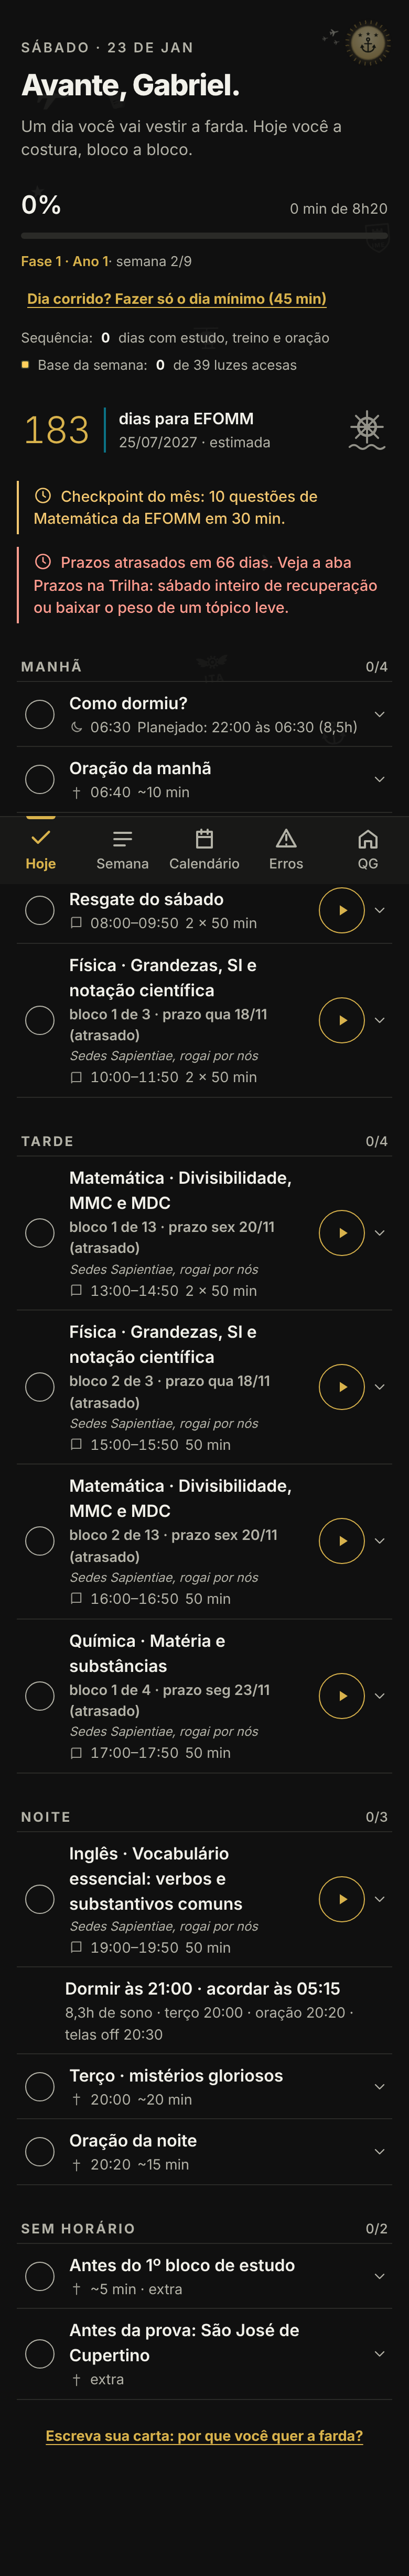 SÁBADO · 23 DE JAN
Avante, Gabriel.
Um dia você vai vestir a farda. Hoje você a
costura, bloco a bloco.
0% 0 min de 8h20
Fase 1 · Ano 1 · semana 2/9
Dia corrido? Fazer só o dia mínimo (45 min)
Sequência: 0 dias com estudo, treino e oração
Base da semana: 0 de 39 luzes acesas
183 dias para EFOMM
25/07/2027 · estimada
Checkpoint do mês: 10 questões de
Matemática da EFOMM em 30 min.
Prazos atrasados em 66 dias. Veja a aba
Prazos na Trilha: sábado inteiro de recuperação
ou baixar o peso de um tópico leve.
MANHÃ 0/4
Como dormiu?
06:30 Planejado: 22:00 às 06:30 (8,5h)
Oração da manhã
06:40 ~10 min
Hoje Semana Calendário Erros QG
Resgate do sábado
08:00–09:50 2 × 50 min
Física · Grandezas, SI e
notação científica
bloco 1 de 3 · prazo qua 18/11
(atrasado)
Sedes Sapientiae, rogai por nós
10:00–11:50 2 × 50 min
TARDE 0/4
Matemática · Divisibilidade,
MMC e MDC
bloco 1 de 13 · prazo sex 20/11
(atrasado)
Sedes Sapientiae, rogai por nós
13:00–14:50 2 × 50 min
Física · Grandezas, SI e
notação científica
bloco 2 de 3 · prazo qua 18/11
(atrasado)
Sedes Sapientiae, rogai por nós
15:00–15:50 50 min
Matemática · Divisibilidade,
MMC e MDC
bloco 2 de 13 · prazo sex 20/11
(atrasado)
Sedes Sapientiae, rogai por nós
16:00–16:50 50 min
Química · Matéria e
substâncias
bloco 1 de 4 · prazo seg 23/11
(atrasado)
Sedes Sapientiae, rogai por nós
17:00–17:50 50 min
NOITE 0/3
Inglês · Vocabulário
essencial: verbos e
substantivos comuns
Sedes Sapientiae, rogai por nós
19:00–19:50 50 min
Dormir às 21:00 · acordar às 05:15
8,3h de sono · terço 20:00 · oração 20:20 ·
telas off 20:30
Terço · mistérios gloriosos
20:00 ~20 min
Oração da noite
20:20 ~15 min
SEM HORÁRIO 0/2
Antes do 1º bloco de estudo
~5 min · extra
Antes da prova: São José de
Cupertino
extra
Escreva sua carta: por que você quer a farda?